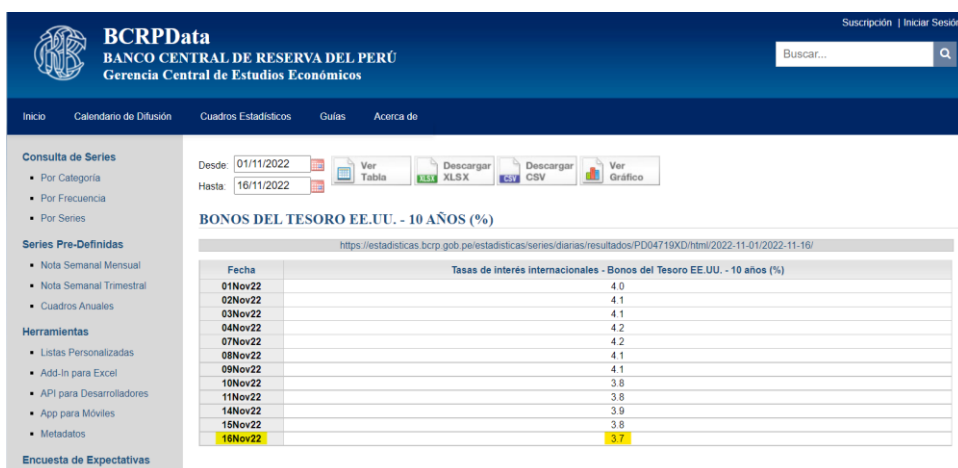 Suscripción | Iniciar Sesión
BCRPData
BANCO CENTRAL DE RESERVA DEL PERÚ
Gerencia Central de Estudios Económicos
Buscar...
Inicio Calendario de Difusión Cuadros Estadísticos Guías Acerca de
Consulta de Series
Por Categoría
Por Frecuencia
Por Series
Series Pre-Definidas
Nota Semanal Mensual
Nota Semanal Trimestral
Cuadros Anuales
Herramientas
Listas Personalizadas
Add-In para Excel
API para Desarrolladores
App para Móviles
Metadatos
Encuesta de Expectativas
Desde: 01/11/2022
Hasta: 16/11/2022
Ver Tabla
XLSX Descargar XLSX
CSV Descargar CSV
Ver Gráfico
BONOS DEL TESORO EE.UU. - 10 AÑOS (%)
https://estadisticas.bcrp.gob.pe/estadisticas/series/diarias/resultados/PD04719XD/html/2022-11-01/2022-11-16/
Fecha Tasas de interés internacionales - Bonos del Tesoro EE.UU. - 10 años (%)
01Nov22 4.0
02Nov22 4.1
03Nov22 4.1
04Nov22 4.2
07Nov22 4.2
08Nov22 4.1
09Nov22 4.1
10Nov22 3.8
11Nov22 3.8
14Nov22 3.9
15Nov22 3.8
16Nov22 3.7